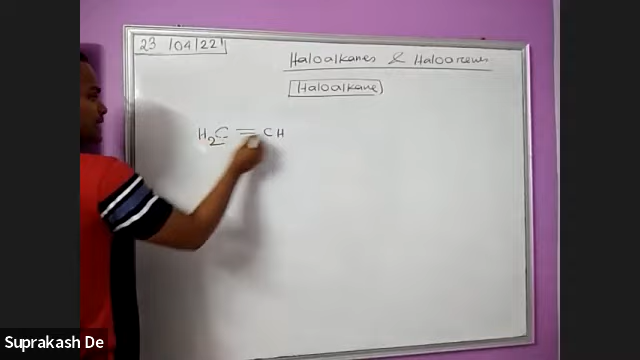 23/04/22
Haloalkanes & Haloarenes
Haloalkane
H₂C = CH
Suprakash De